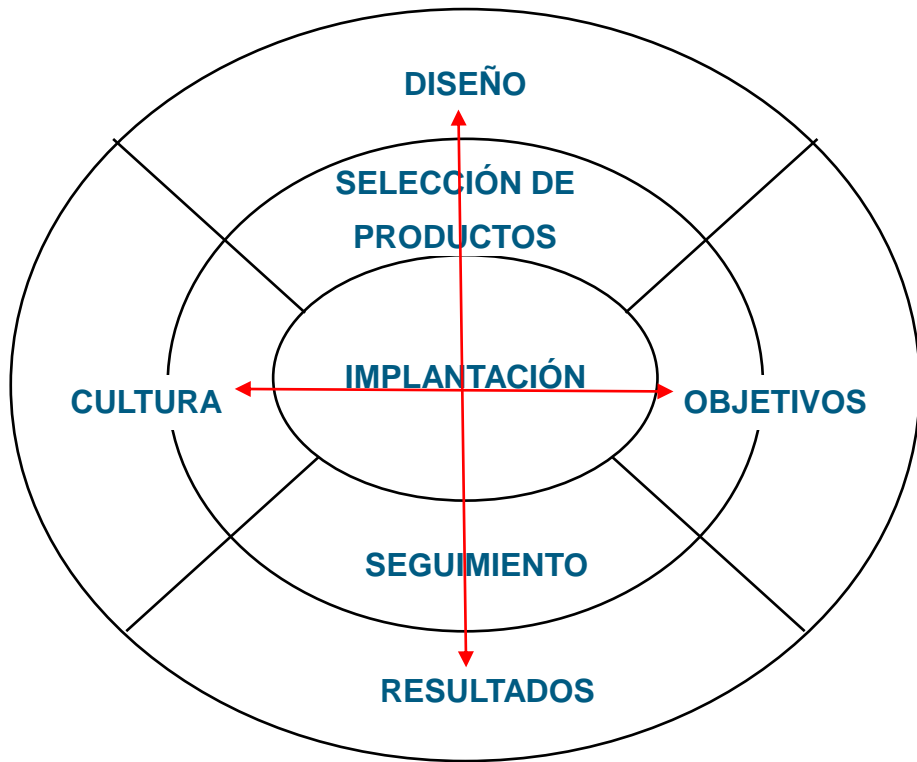 DISEÑO
SELECCIÓN DE
PRODUCTOS
IMPLANTACIÓN
CULTURA
OBJETIVOS
SEGUIMIENTO
RESULTADOS